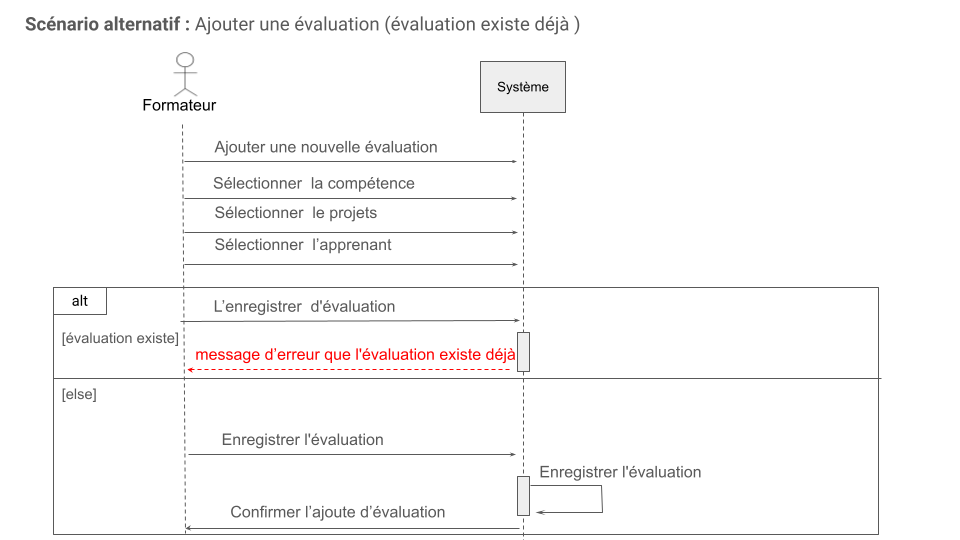 Scénario alternatif : Ajouter une évaluation (évaluation existe déjà )
Formateur
Système
Ajouter une nouvelle évaluation
Sélectionner la compétence
Sélectionner le projets
Sélectionner l’apprenant
alt
L’enregistrer d'évaluation
[évaluation existe]
message d’erreur que l'évaluation existe déjà
[else]
Enregistrer l'évaluation
Enregistrer l'évaluation
Confirmer l’ajoute d’évaluation